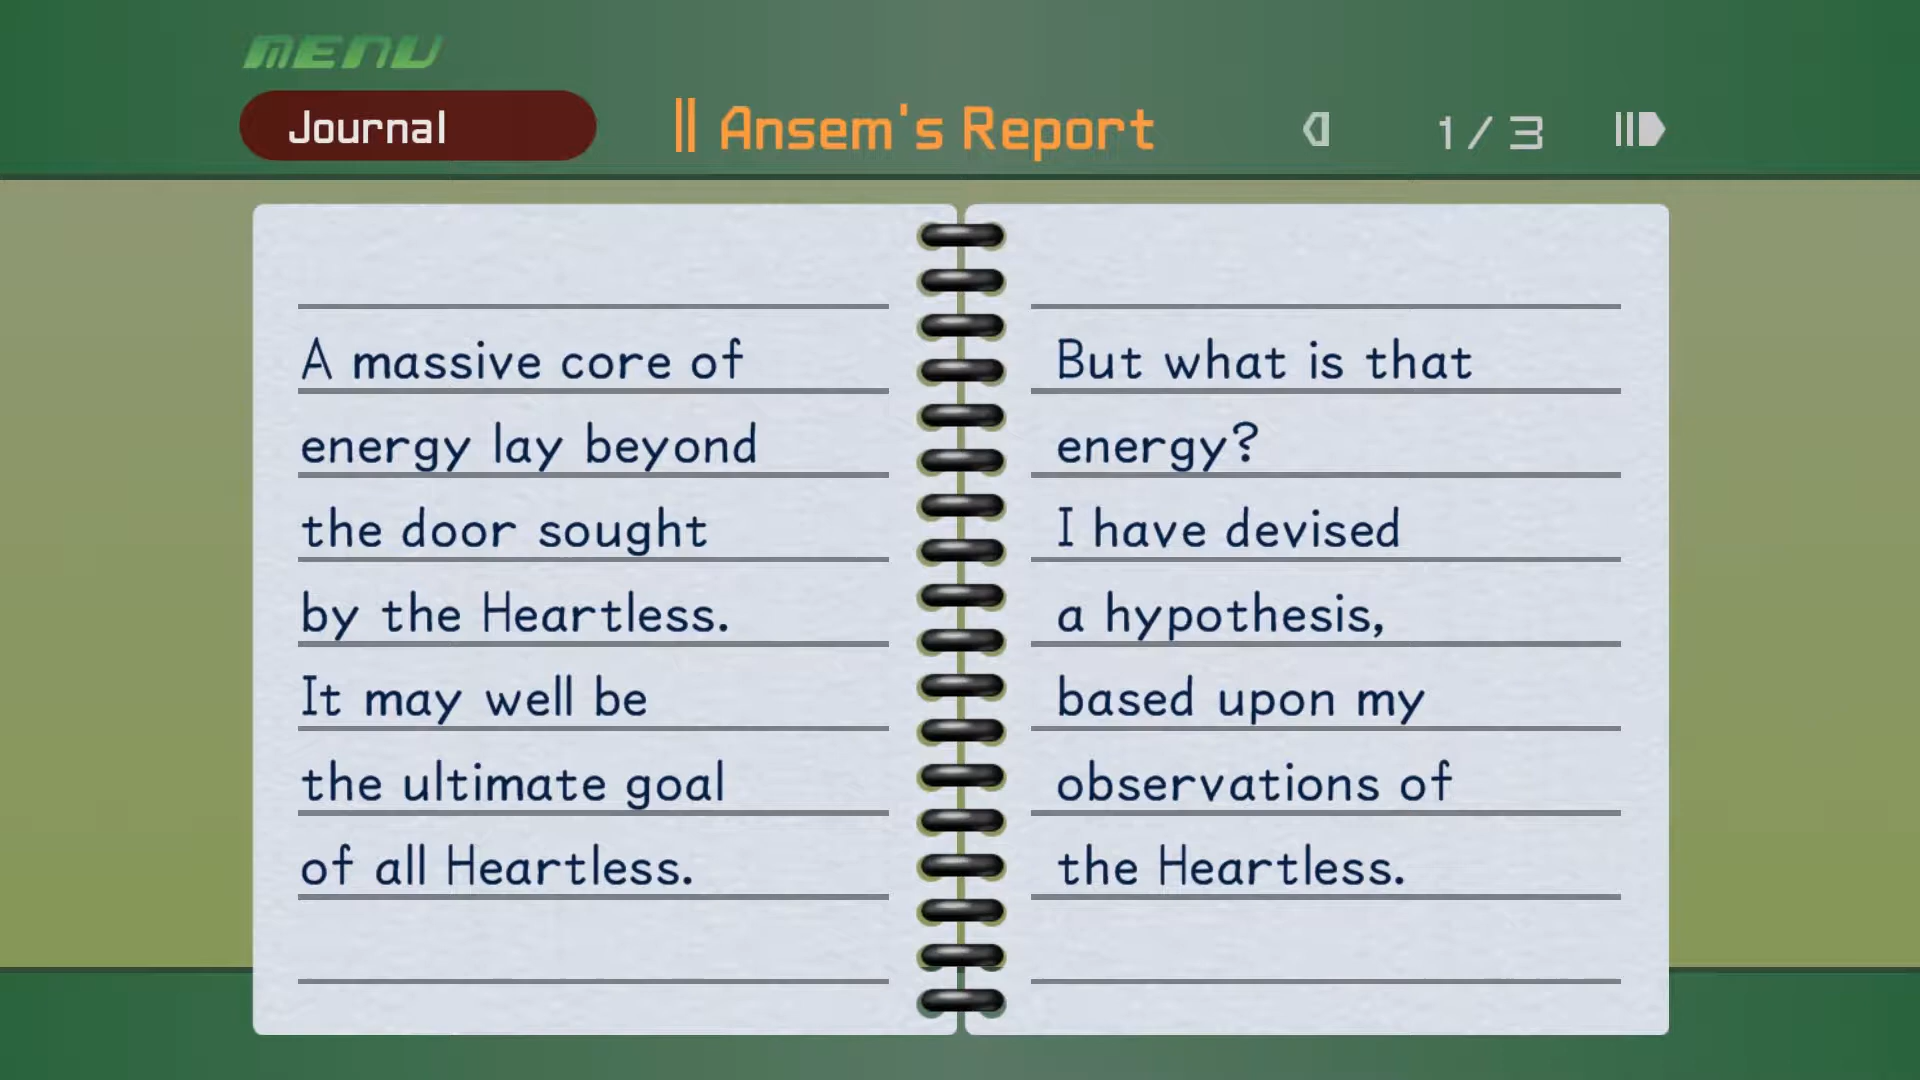 MENU
Journal
Ansem's Report
1/3
A massive core of
energy lay beyond
the door sought
by the Heartless.
It may well be
the ultimate goal
of all Heartless.
But what is that
energy?
I have devised
a hypothesis,
based upon my
observations of
the Heartless.